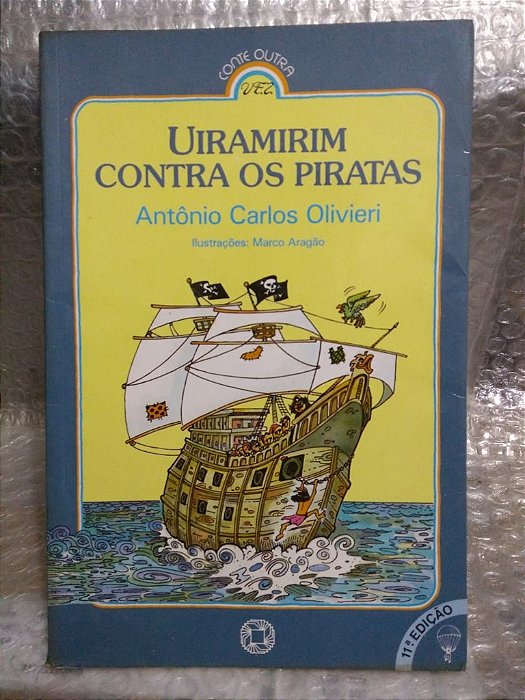 CONTE OUTRA
VEZ
UIRAMIRIM
CONTRA OS PIRATAS
Antônio Carlos Olivieri
Ilustrações: Marco Aragão
11ª EDIÇÃO